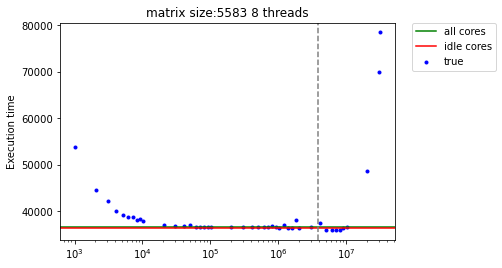 matrix size:5583 8 threads
80000
70000
60000
50000
40000
Execution time
10³
10⁴
10⁵
10⁶
10⁷
all cores
idle cores
true